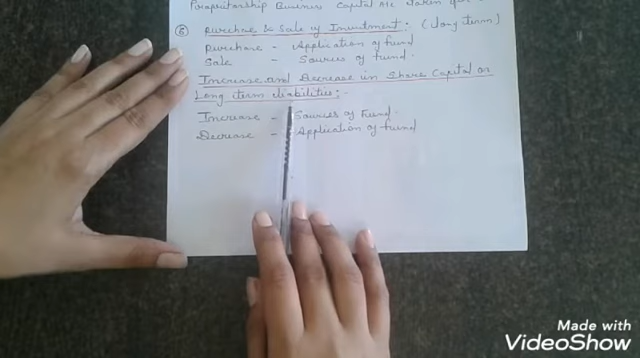 Porapritarship Business Capital A/c taken
⑥ Purchase & Sale of Investment :- (long term)
Purchase - Application of fund
Sale - Sources of fund.
Increase and Decrease in Share Capital or
Long term liabilities :-
Increase - Sources of Fund.
Decrease - Application of fund
Made with
VideoShow